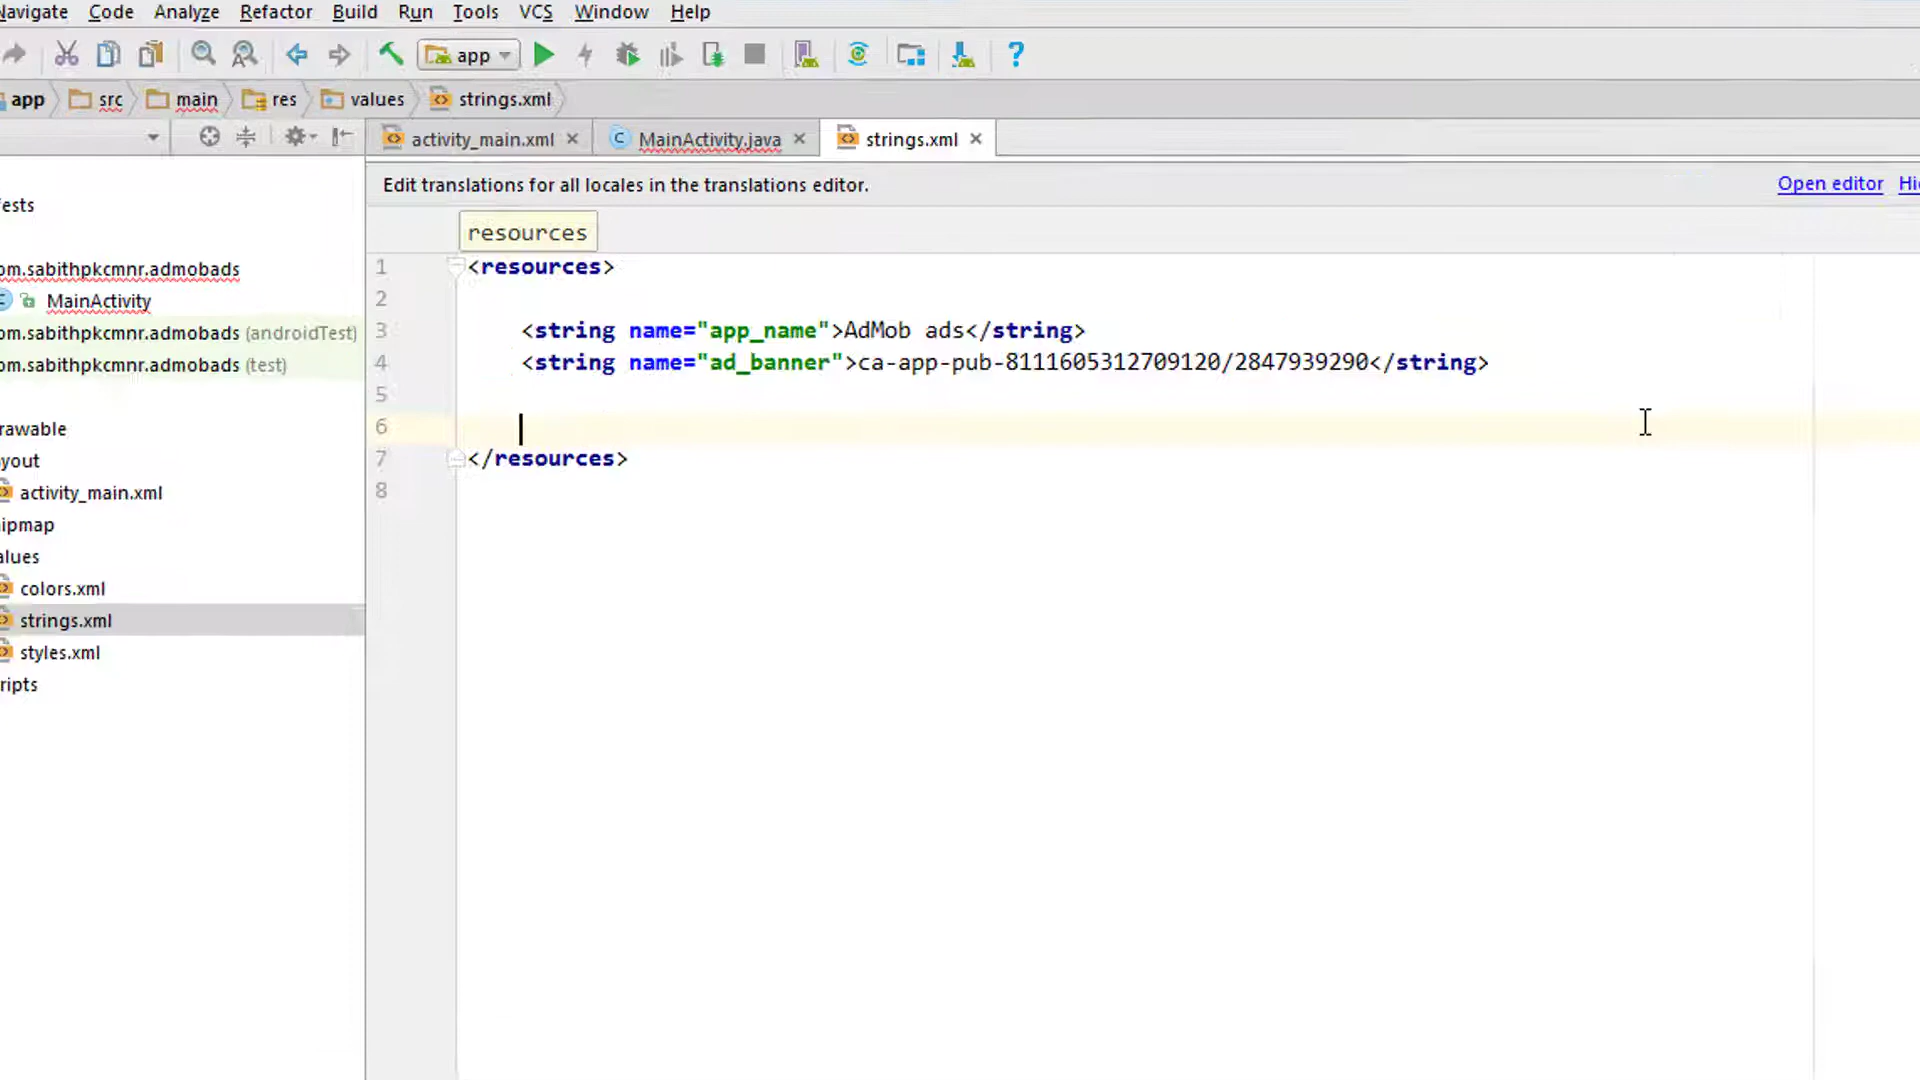 Navigate Code Analyze Refactor Build Run Tools VCS Window Help
app ?
app src main res values strings.xml
activity_main.xml MainActivity.java strings.xml
Edit translations for all locales in the translations editor. Open editor Hi
ests
resources
1 <resources>
om.sabithpkcmnr.admobads
2
MainActivity
3 <string name="app_name">AdMob ads</string>
om.sabithpkcmnr.admobads (androidTest)
4 <string name="ad_banner">ca-app-pub-8111605312709120/2847939290</string>
om.sabithpkcmnr.admobads (test)
5
6
rawable
7 </resources>
yout
8
activity_main.xml
ipmap
alues
colors.xml
strings.xml
styles.xml
ripts